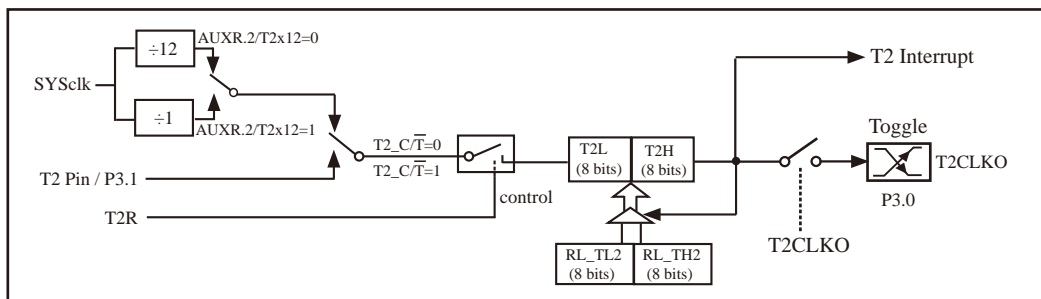 ÷12
AUXR.2/T2x12=0
SYSclk
÷1
AUXR.2/T2x12=1
T2_C/T̅=0
T2_C/T̅=1
T2 Pin / P3.1
T2R
control
T2L
(8 bits)
T2H
(8 bits)
RL_TL2
(8 bits)
RL_TH2
(8 bits)
T2 Interrupt
Toggle
T2CLKO
P3.0
T2CLKO